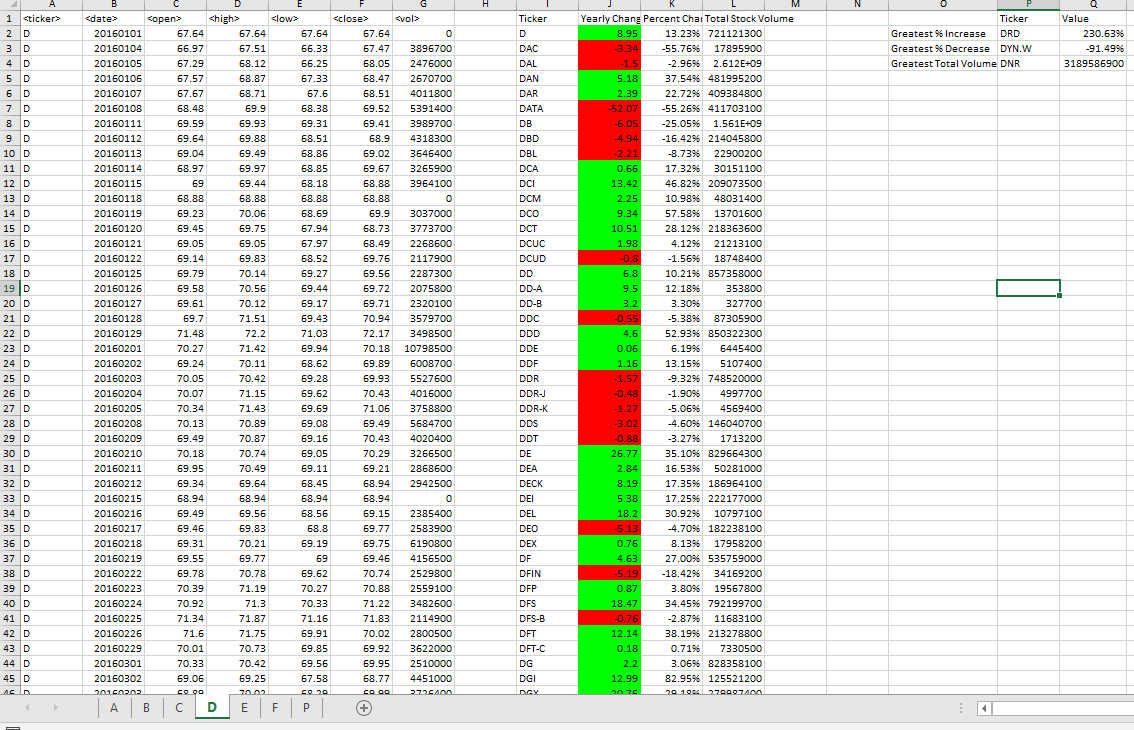 A B C D E F G H I J K L M N O P Q
1 <ticker> <date> <open> <high> <low> <close> <vol> Ticker Yearly Chang Percent Chan Total Stock Volume Ticker Value
2 D 20160101 67.64 67.64 67.64 67.64 0 D 8.95 13.23% 721121300 Greatest % Increase DRD 230.63%
3 D 20160104 66.97 67.51 66.33 67.47 3896700 DAC -3.34 -55.76% 17895900 Greatest % Decrease DYN.W -91.49%
4 D 20160105 67.29 68.12 66.25 68.05 2476000 DAL -1.5 -2.96% 2.612E+09 Greatest Total Volume DNR 3189586900
5 D 20160106 67.57 68.87 67.33 68.47 2670700 DAN 5.18 37.54% 481995200
6 D 20160107 67.67 68.71 67.6 68.51 4011800 DAR 2.39 22.72% 409384800
7 D 20160108 68.48 69.9 68.38 69.52 5391400 DATA -52.07 -55.26% 411703100
8 D 20160111 69.59 69.93 69.31 69.41 3989700 DB -6.05 -25.05% 1.561E+09
9 D 20160112 69.64 69.88 68.51 68.9 4318300 DBD -4.94 -16.42% 214045800
10 D 20160113 69.04 69.49 68.86 69.02 3646400 DBL -2.21 -8.73% 22900200
11 D 20160114 68.97 69.97 68.85 69.67 3265900 DCA 0.66 17.32% 30151100
12 D 20160115 69 69.44 68.18 68.88 3964100 DCI 13.42 46.82% 209073500
13 D 20160118 68.88 68.88 68.88 68.88 0 DCM 2.25 10.98% 48031400
14 D 20160119 69.23 70.06 68.69 69.9 3037000 DCO 9.34 57.58% 13701600
15 D 20160120 69.45 69.75 67.94 68.73 3773700 DCT 10.51 28.12% 218363600
16 D 20160121 69.05 69.05 67.97 68.49 2268600 DCUC 1.98 4.12% 21213100
17 D 20160122 69.14 69.83 68.52 69.76 2117900 DCUD -0.8 -1.56% 18748400
18 D 20160125 69.79 70.14 69.27 69.56 2287300 DD 6.8 10.21% 857358000
19 D 20160126 69.58 70.56 69.44 69.72 2075800 DD-A 9.5 12.18% 353800
20 D 20160127 69.61 70.12 69.17 69.71 2320100 DD-B 3.2 3.30% 327700
21 D 20160128 69.7 71.51 69.43 70.94 3579700 DDC -0.55 -5.38% 87305900
22 D 20160129 71.48 72.2 71.03 72.17 3498500 DDD 4.6 52.93% 850322300
23 D 20160201 70.27 71.42 69.94 70.18 10798500 DDE 0.06 6.19% 6445400
24 D 20160202 69.24 70.11 68.62 69.89 6008700 DDF 1.16 13.15% 5107400
25 D 20160203 70.05 70.42 69.28 69.93 5527600 DDR -1.57 -9.32% 748520000
26 D 20160204 70.07 71.15 69.62 70.43 4016000 DDR-J -0.48 -1.90% 4997700
27 D 20160205 70.34 71.43 69.69 71.06 3758800 DDR-K -1.27 -5.06% 4569400
28 D 20160208 70.13 70.89 69.08 69.49 5684700 DDS -3.02 -4.60% 146040700
29 D 20160209 69.49 70.87 69.16 70.43 4020400 DDT -0.88 -3.27% 1713200
30 D 20160210 70.18 70.74 69.05 70.29 3266500 DE 26.77 35.10% 829664300
31 D 20160211 69.95 70.49 69.11 69.21 2868600 DEA 2.84 16.53% 50281000
32 D 20160212 69.34 69.64 68.45 68.94 2942500 DECK 8.19 17.35% 186964100
33 D 20160215 68.94 68.94 68.94 68.94 0 DEI 5.38 17.25% 222177000
34 D 20160216 69.49 69.56 68.56 69.15 2385400 DEL 18.2 30.92% 10797100
35 D 20160217 69.46 69.83 68.8 69.77 2583900 DEO -5.13 -4.70% 182238100
36 D 20160218 69.31 70.21 69.19 69.75 6190800 DEX 0.76 8.13% 17958200
37 D 20160219 69.55 69.77 69 69.46 4156500 DF 4.63 27.00% 535759000
38 D 20160222 69.78 70.78 69.62 70.74 2529800 DFIN -5.19 -18.42% 34169200
39 D 20160223 70.39 71.19 70.27 70.88 2559100 DFP 0.87 3.80% 19567800
40 D 20160224 70.92 71.3 70.33 71.22 3482600 DFS 18.47 34.45% 792199700
41 D 20160225 71.34 71.87 71.16 71.83 2114900 DFS-B -0.76 -2.87% 11683100
42 D 20160226 71.6 71.75 69.91 70.02 2800500 DFT 12.14 38.19% 213278800
43 D 20160229 70.01 70.73 69.85 69.92 3622000 DFT-C 0.18 0.71% 7330500
44 D 20160301 70.33 70.42 69.56 69.95 2510000 DG 2.2 3.06% 828358100
45 D 20160302 69.06 69.25 67.58 68.77 4451000 DGI 12.99 82.95% 125521200
46 D 20160303 68.89 70.02 68.29 69.99 3726400 DGX 20.76 29.18% 279987400
A B C D E F P